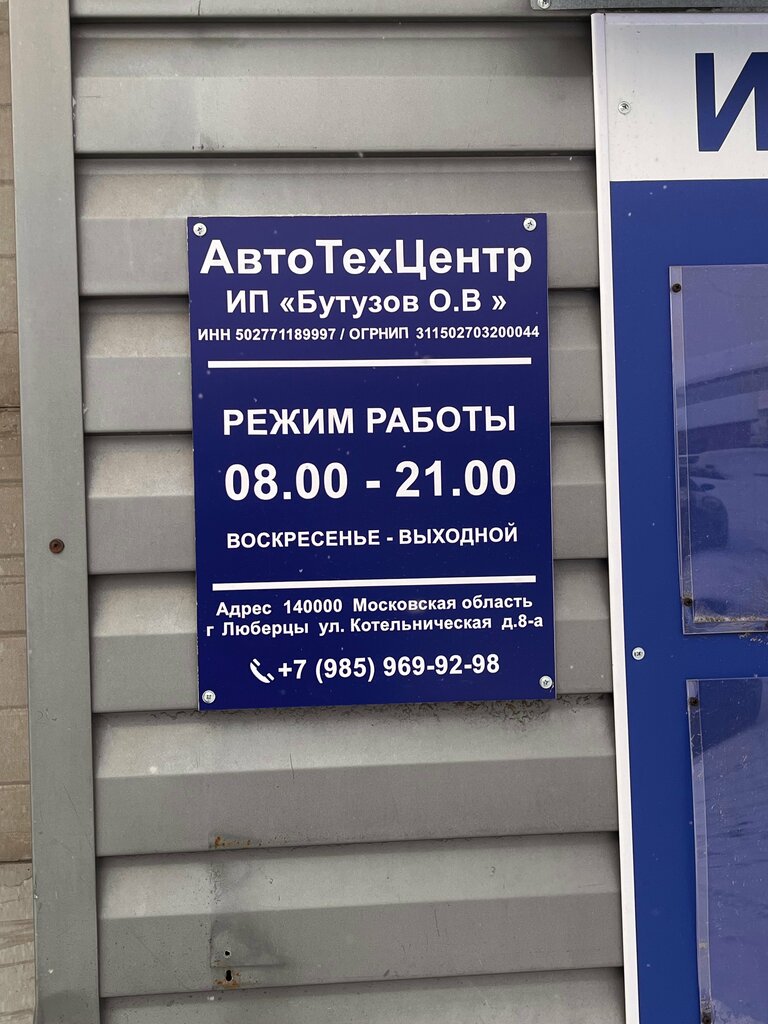 АвтоТехЦентр
ИП «Бутузов О.В »
ИНН 502771189997 / ОГРНИП 311502703200044
РЕЖИМ РАБОТЫ
08.00 - 21.00
ВОСКРЕСЕНЬЕ - ВЫХОДНОЙ
Адрес 140000 Московская область
г Люберцы ул. Котельническая д.8-а
+7 (985) 969-92-98